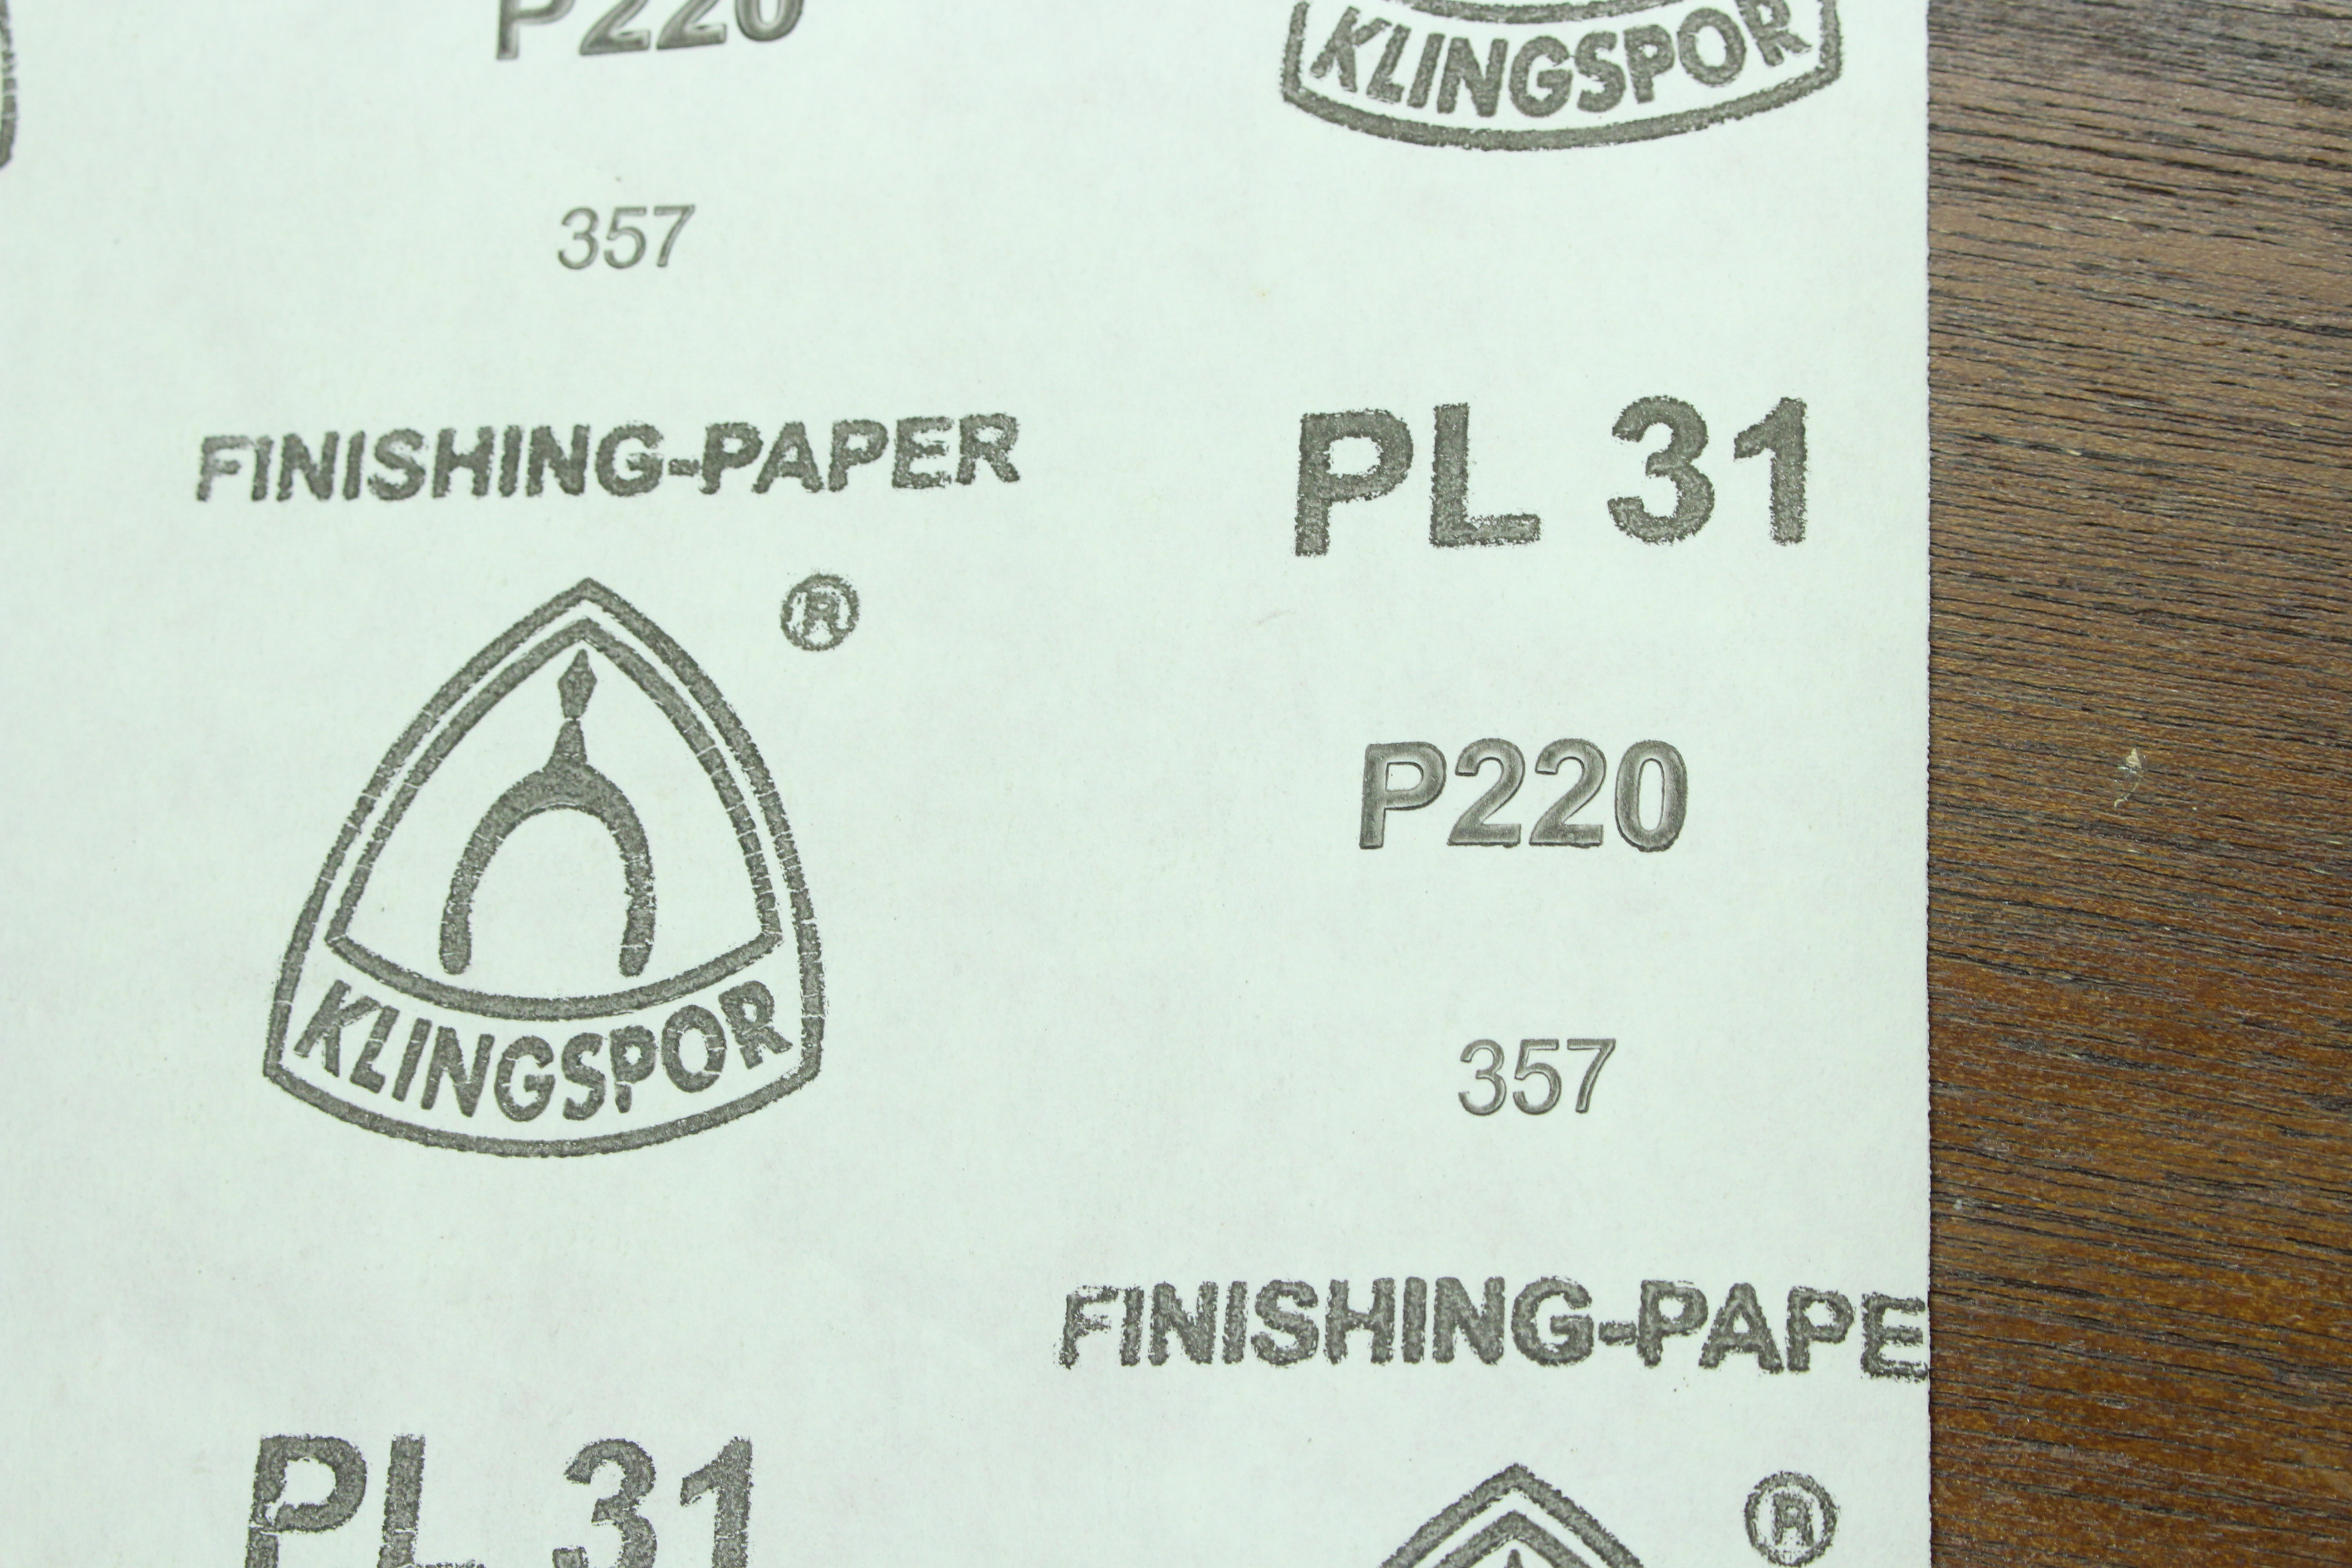 P220
KLINGSPOR
357
FINISHING-PAPER
PL 31
®
KLINGSPOR
P220
357
FINISHING-PAPE
PL 31
®